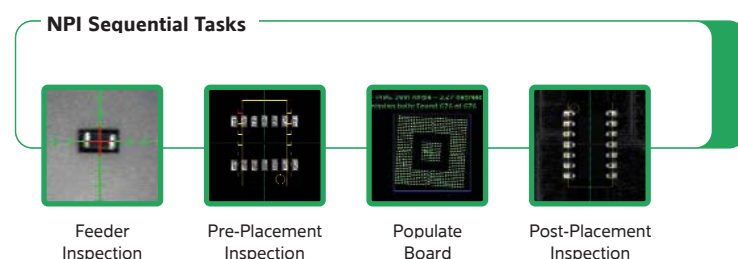 NPI Sequential Tasks
Feeder
Inspection
Pre-Placement
Inspection
Populate
Board
Post-Placement
Inspection